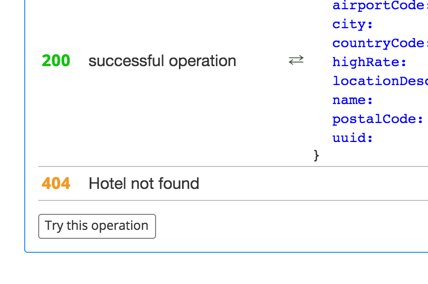 airportCode:
city:
countryCode:
highRate:
200 successful operation ⇄
locationDesc
name:
postalCode:
uuid:
}
404 Hotel not found
Try this operation